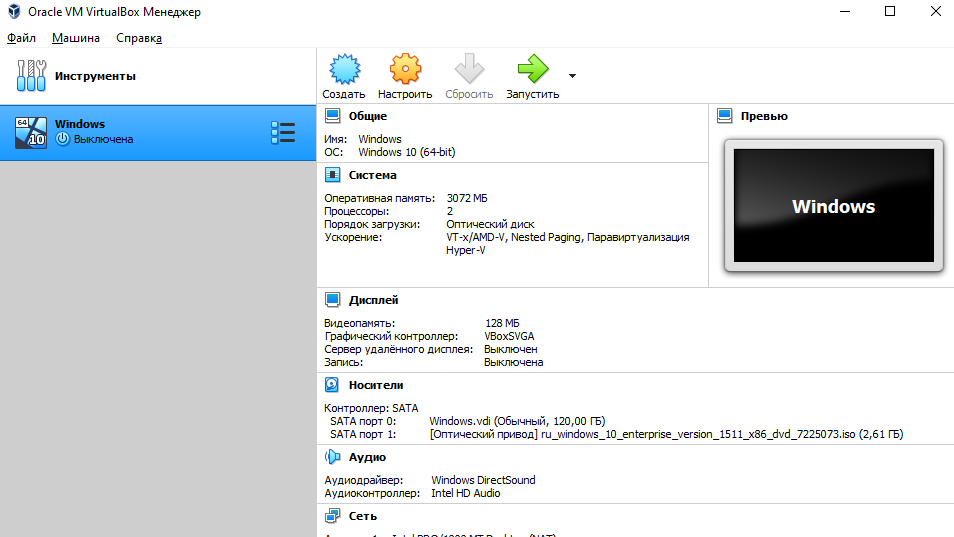 Oracle VM VirtualBox Менеджер
Файл Машина Справка
Инструменты
Создать Настроить Сбросить Запустить
64
10
Windows
Выключена
Общие
Имя: Windows
ОС: Windows 10 (64-bit)
Превью
Windows
Система
Оперативная память: 3072 МБ
Процессоры: 2
Порядок загрузки: Оптический диск
Ускорение: VT-x/AMD-V, Nested Paging, Паравиртуализация
Hyper-V
Дисплей
Видеопамять: 128 МБ
Графический контроллер: VBoxSVGA
Сервер удалённого дисплея: Выключен
Запись: Выключена
Носители
Контроллер: SATA
SATA порт 0: Windows.vdi (Обычный, 120,00 ГБ)
SATA порт 1: [Оптический привод] ru_windows_10_enterprise_version_1511_x86_dvd_7225073.iso (2,61 ГБ)
Аудио
Аудиодрайвер: Windows DirectSound
Аудиоконтроллер: Intel HD Audio
Сеть